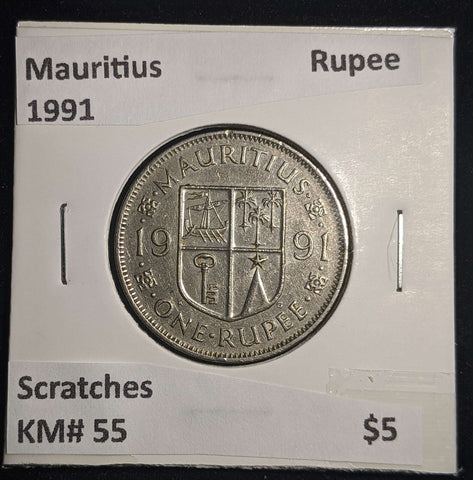 Mauritius Rupee
1991
·MAURITIUS·
19 91
·ONE·RUPEE·
Scratches
KM# 55 $5